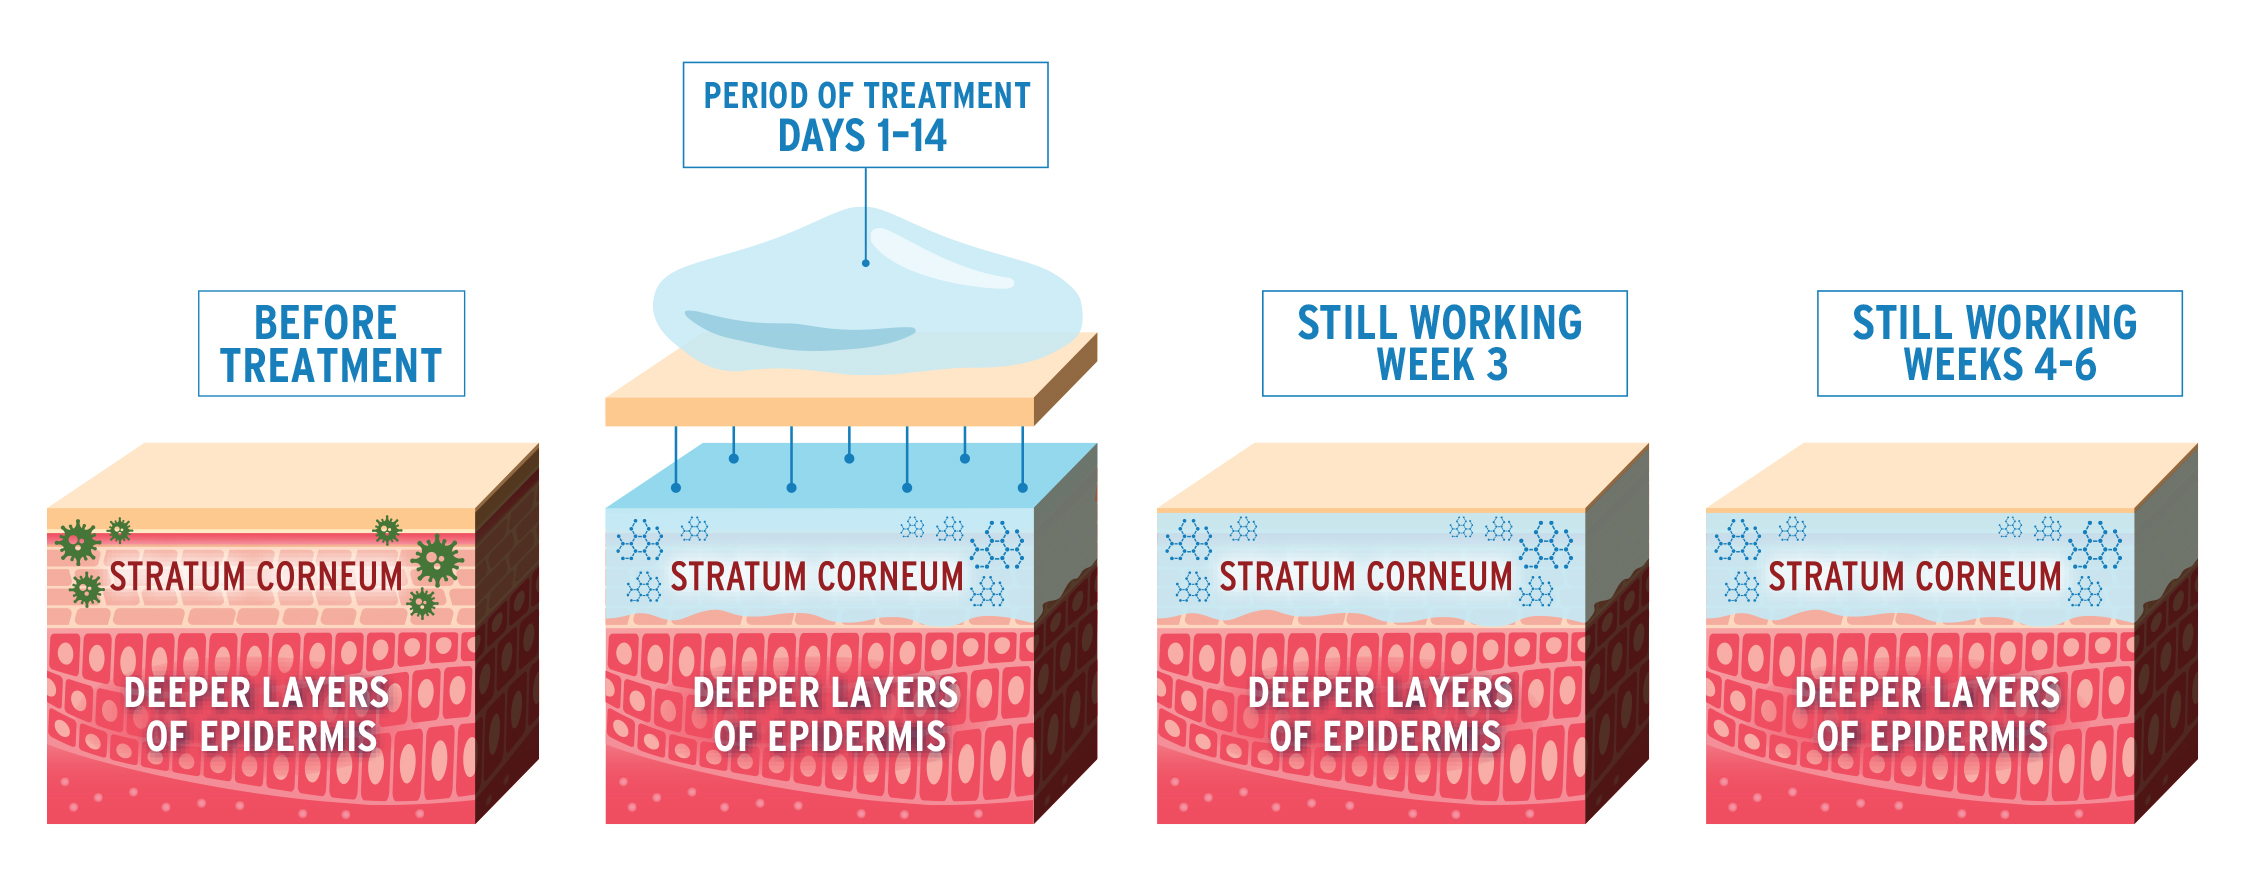 BEFORE
TREATMENT
STRATUM CORNEUM
DEEPER LAYERS
OF EPIDERMIS
PERIOD OF TREATMENT
DAYS 1–14
STRATUM CORNEUM
DEEPER LAYERS
OF EPIDERMIS
STILL WORKING
WEEK 3
STRATUM CORNEUM
DEEPER LAYERS
OF EPIDERMIS
STILL WORKING
WEEKS 4-6
STRATUM CORNEUM
DEEPER LAYERS
OF EPIDERMIS